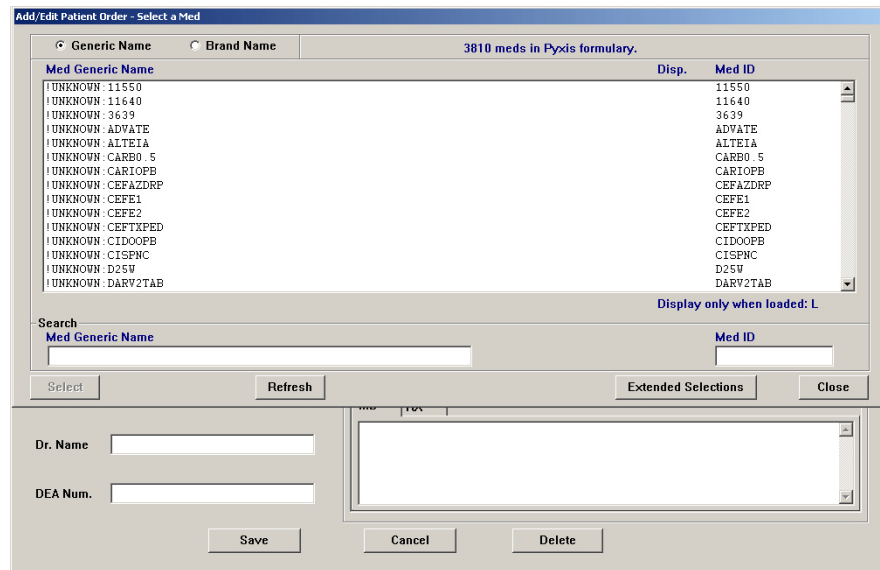 Add/Edit Patient Order - Select a Med
Generic Name Brand Name 3810 meds in Pyxis formulary.
Med Generic Name Disp. Med ID
!UNKNOWN:11550 11550
!UNKNOWN:11640 11640
!UNKNOWN:3639 3639
!UNKNOWN:ADVATE ADVATE
!UNKNOWN:ALTEIA ALTEIA
!UNKNOWN:CARB0.5 CARB0.5
!UNKNOWN:CARIOPB CARIOPB
!UNKNOWN:CEFAZDRP CEFAZDRP
!UNKNOWN:CEFE1 CEFE1
!UNKNOWN:CEFE2 CEFE2
!UNKNOWN:CEFTXPED CEFTXPED
!UNKNOWN:CIDOOPB CIDOOPB
!UNKNOWN:CISPNC CISPNC
!UNKNOWN:D25W D25W
!UNKNOWN:DARV2TAB DARV2TAB
Display only when loaded: L
Search
Med Generic Name Med ID
Select Refresh Extended Selections Close
Dr. Name
DEA Num.
Save Cancel Delete